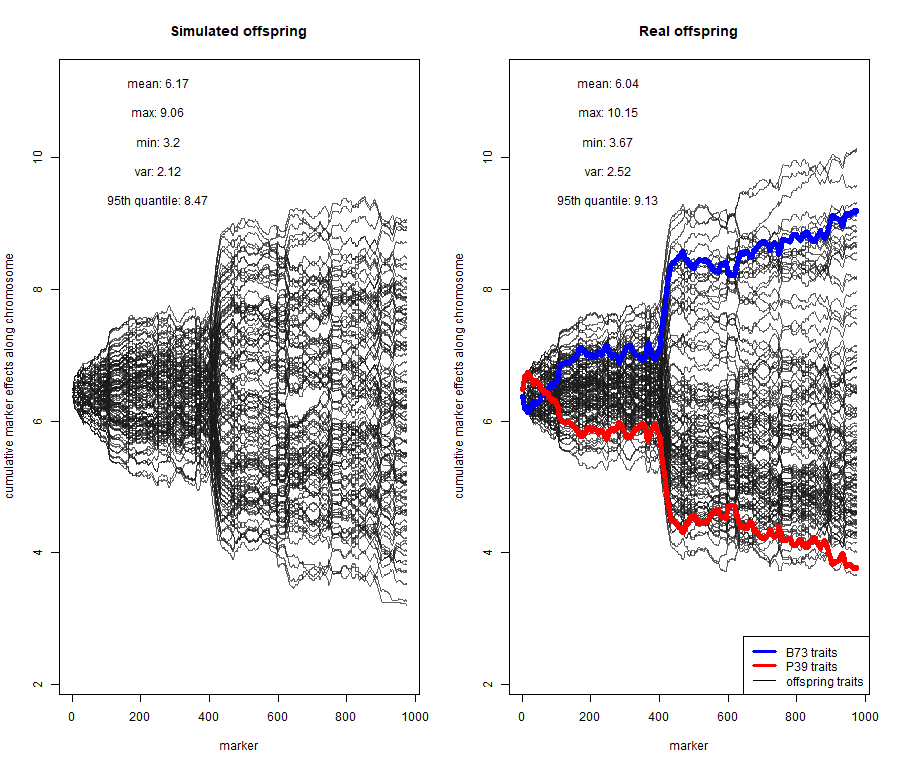 Simulated offspring
mean: 6.17
max: 9.06
min: 3.2
var: 2.12
95th quantile: 8.47
cumulative marker effects along chromosome
10
8
6
4
2
0
200
400
600
800
1000
marker
Real offspring
mean: 6.04
max: 10.15
min: 3.67
var: 2.52
95th quantile: 9.13
cumulative marker effects along chromosome
10
8
6
4
2
B73 traits
P39 traits
offspring traits
0
200
400
600
800
1000
marker